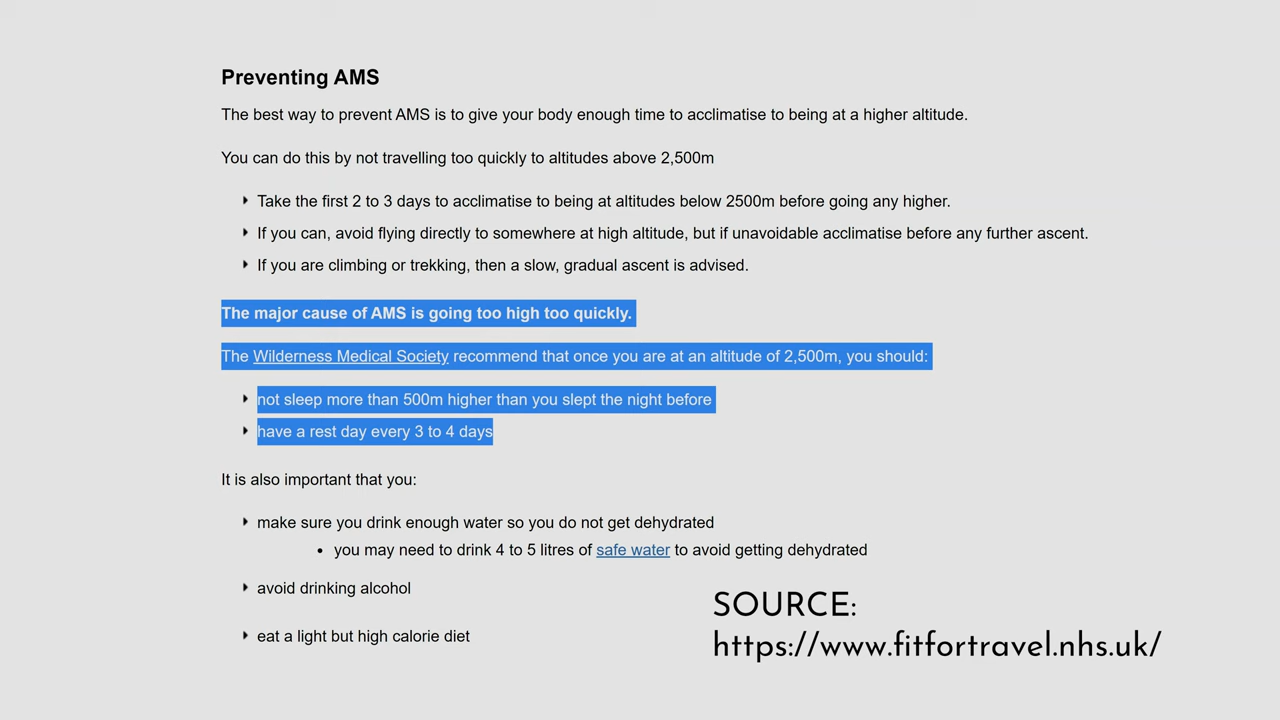 Preventing AMS
The best way to prevent AMS is to give your body enough time to acclimatise to being at a higher altitude.
You can do this by not travelling too quickly to altitudes above 2,500m
Take the first 2 to 3 days to acclimatise to being at altitudes below 2500m before going any higher.
If you can, avoid flying directly to somewhere at high altitude, but if unavoidable acclimatise before any further ascent.
If you are climbing or trekking, then a slow, gradual ascent is advised.
The major cause of AMS is going too high too quickly.
The Wilderness Medical Society recommend that once you are at an altitude of 2,500m, you should:
not sleep more than 500m higher than you slept the night before
have a rest day every 3 to 4 days
It is also important that you:
make sure you drink enough water so you do not get dehydrated
you may need to drink 4 to 5 litres of safe water to avoid getting dehydrated
avoid drinking alcohol
eat a light but high calorie diet
SOURCE:
https://www.fitfortravel.nhs.uk/